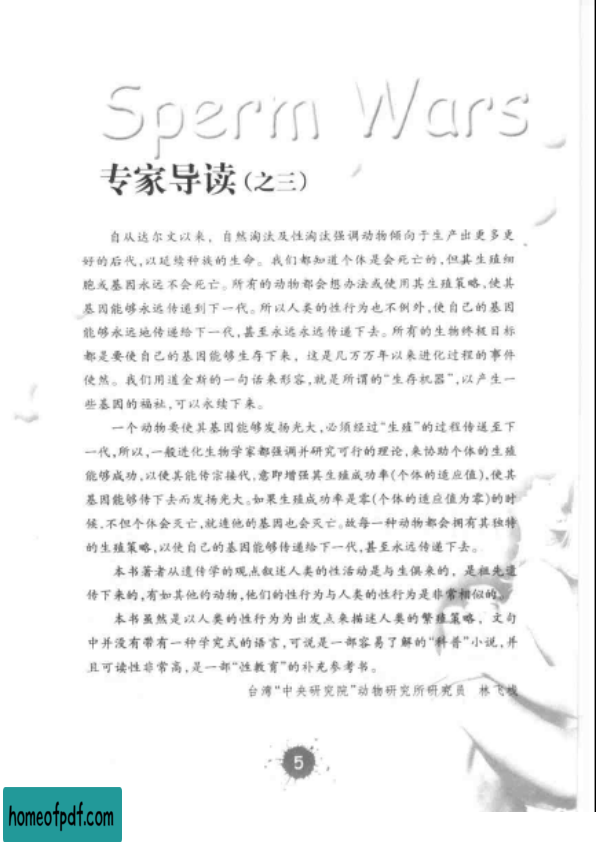 Sperm Wars
专家导读(之三)
自从达尔文以来，自然淘汰及性淘汰强调动物倾向于生产出更多更
好的后代,以延续种族的生命。我们都知道个体是会死亡的,但其生殖细
胞或基因永远不会死亡。所有的动物都会想办法或使用其生殖策略,使其
基因能够永远传递到下一代。所以人类的性行为也不例外,使自己的基因
能够永远地传递给下一代,甚至永远永远传递下去。所有的生物终极目标
都是要使自己的基因能够生存下来，这是几万万年以来进化过程的事件
使然。我们用道金斯的一句话来形容,就是所谓的“生存机器”,以产生一
些基因的福祉,可以永续下来。
一个动物要使其基因能够发扬光大,必须经过“生殖”的过程传递至下
一代,所以,一般进化生物学家都强调并研究可行的理论,来协助个体的生殖
能够成功,以使其能传宗接代,意即增强其生殖成功率(个体的适应值),使其
基因能够传下去而发扬光大。如果生殖成功率是零(个体的适应值为零)的时
候,不但个体会灭亡,就连他的基因也会灭亡。故每一种动物都会拥有其独特
的生殖策略,以使自己的基因能够传递给下一代,甚至永远传递下去。
本书著者从遗传学的观点叙述人类的性活动是与生俱来的，是祖先遗
传下来的,有如其他的动物,他们的性行为与人类的性行为是非常相似的。
本书虽然是以人类的性行为为出发点来描述人类的繁殖策略，文句
中并没有带有一种学究式的语言,可说是一部容易了解的“科普”小说,并
且可读性非常高,是一部“性教育”的补充参考书。
台湾“中央研究院”动物研究所研究员 林飞栈
5
homeofpdf.com